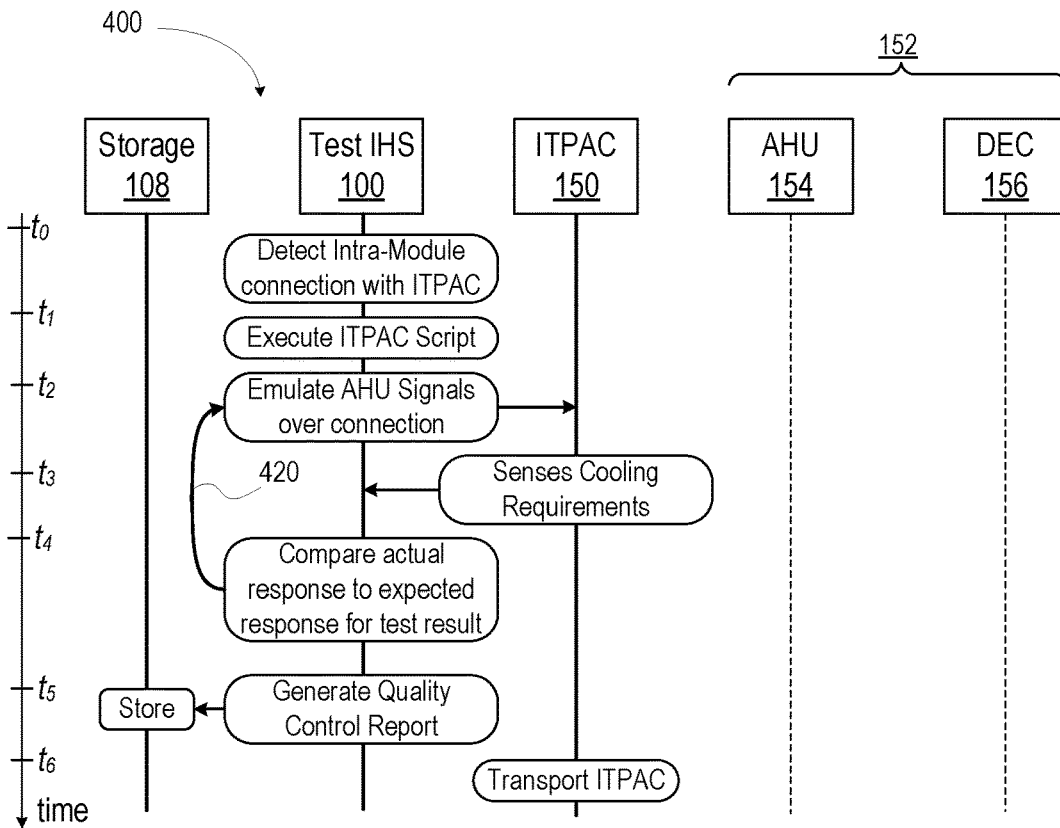 400
152
Storage
108
Test IHS
100
ITPAC
150
AHU
154
DEC
156
t0
Detect Intra-Module
connection with ITPAC
t1
Execute ITPAC Script
t2
Emulate AHU Signals
over connection
t3
420
Senses Cooling
Requirements
t4
Compare actual
response to expected
response for test result
t5
Store
Generate Quality
Control Report
t6
Transport ITPAC
time